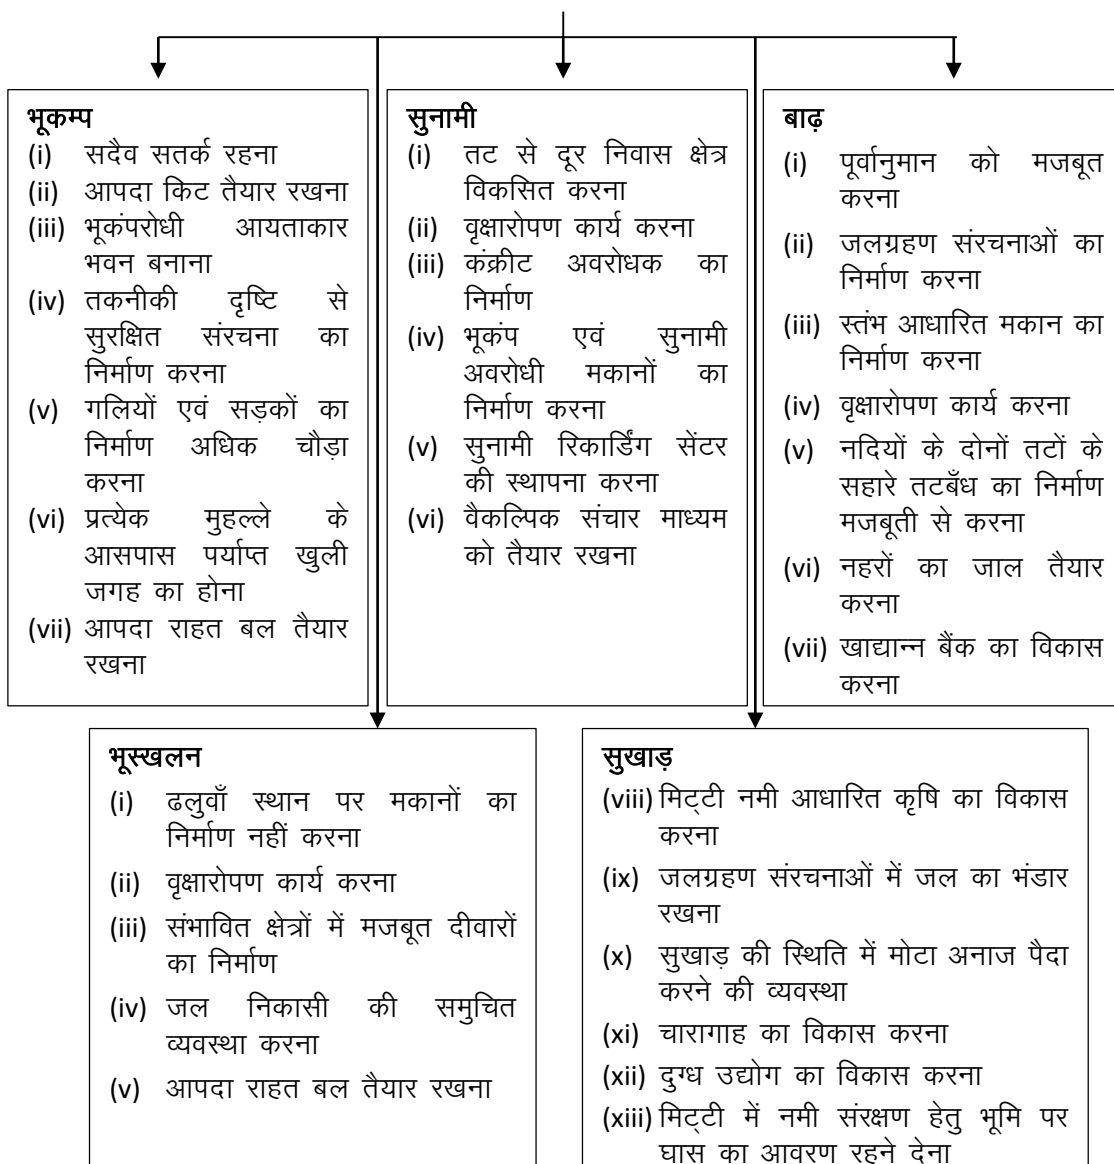 भूकम्प
(i) सदैव सतर्क रहना
(ii) आपदा किट तैयार रखना
(iii) भूकंपरोधी आयताकार
भवन बनाना
(iv) तकनीकी दृष्टि से
सुरक्षित संरचना का
निर्माण करना
(v) गलियों एवं सड़कों का
निर्माण अधिक चौड़ा
करना
(vi) प्रत्येक मुहल्ले के
आसपास पर्याप्त खुली
जगह का होना
(vii) आपदा राहत बल तैयार
रखना
सुनामी
(i) तट से दूर निवास क्षेत्र
विकसित करना
(ii) वृक्षारोपण कार्य करना
(iii) कंक्रीट अवरोधक का
निर्माण
(iv) भूकंप एवं सुनामी
अवरोधी मकानों का
निर्माण करना
(v) सुनामी रिकार्डिंग सेंटर
की स्थापना करना
(vi) वैकल्पिक संचार माध्यम
को तैयार रखना
बाढ़
(i) पूर्वानुमान को मजबूत
करना
(ii) जलग्रहण संरचनाओं का
निर्माण करना
(iii) स्तंभ आधारित मकान का
निर्माण करना
(iv) वृक्षारोपण कार्य करना
(v) नदियों के दोनों तटों के
सहारे तटबँध का निर्माण
मजबूती से करना
(vi) नहरों का जाल तैयार
करना
(vii) खाद्यान्न बैंक का विकास
करना
भूस्खलन
(i) ढलुवाँ स्थान पर मकानों का
निर्माण नहीं करना
(ii) वृक्षारोपण कार्य करना
(iii) संभावित क्षेत्रों में मजबूत दीवारों
का निर्माण
(iv) जल निकासी की समुचित
व्यवस्था करना
(v) आपदा राहत बल तैयार रखना
सुखाड़
(viii) मिट्टी नमी आधारित कृषि का विकास
करना
(ix) जलग्रहण संरचनाओं में जल का भंडार
रखना
(x) सुखाड़ की स्थिति में मोटा अनाज पैदा
करने की व्यवस्था
(xi) चारागाह का विकास करना
(xii) दुग्ध उद्योग का विकास करना
(xiii) मिट्टी में नमी संरक्षण हेतु भूमि पर
घास का आवरण रहने देना